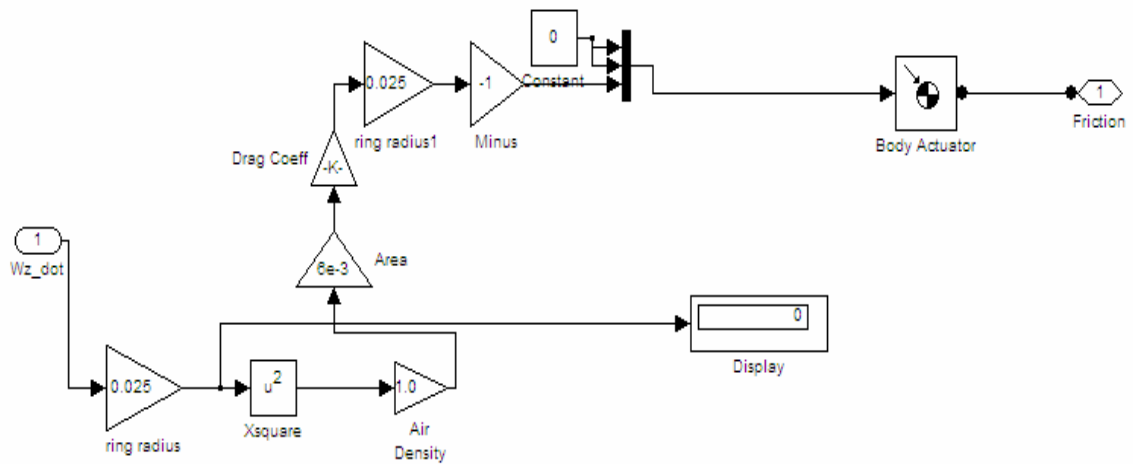 0
Constant
0.025
ring radius1
-1
Minus
Body Actuator
1
Friction
Drag Coeff
-K-
1
Wz_dot
6e-3
Area
0
Display
0.025
ring radius
u2
Xsquare
1.0
Air
Density